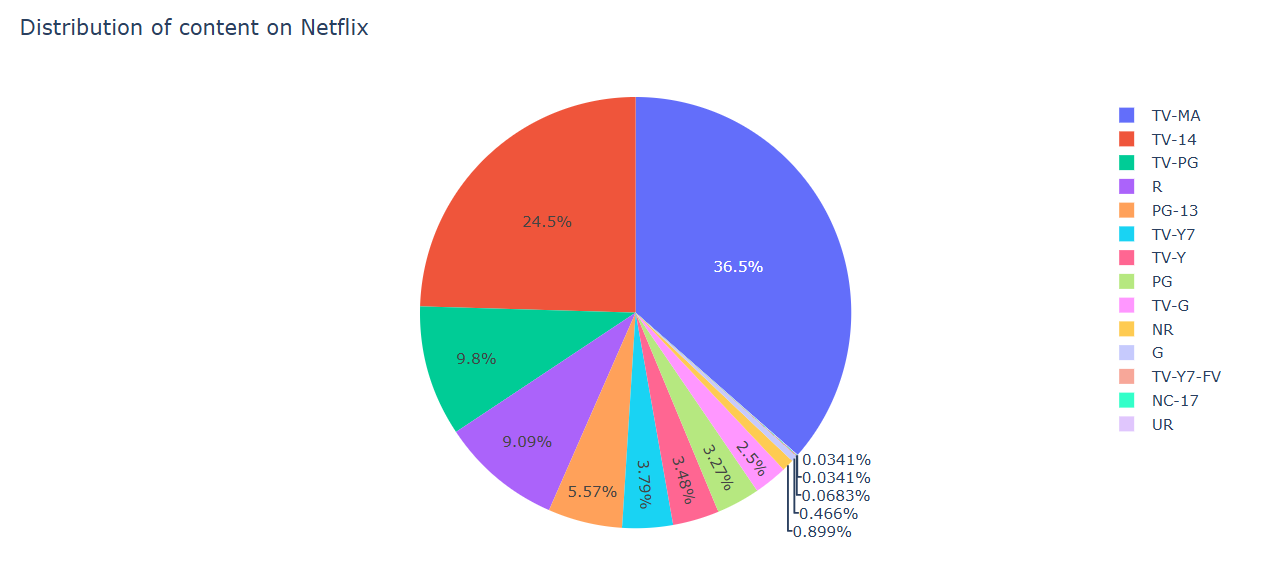 Distribution of content on Netflix
36.5%
24.5%
9.8%
9.09%
5.57%
3.79%
3.48%
3.27%
2.5%
0.0341%
0.0341%
0.0683%
0.466%
0.899%
TV-MA
TV-14
TV-PG
R
PG-13
TV-Y7
TV-Y
PG
TV-G
NR
G
TV-Y7-FV
NC-17
UR